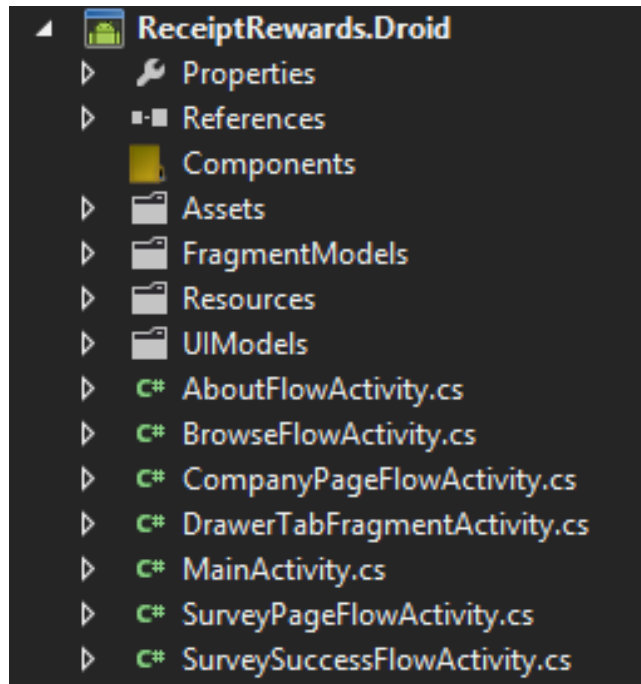 ReceiptRewards.Droid
Properties
References
Components
Assets
FragmentModels
Resources
UIModels
C# AboutFlowActivity.cs
C# BrowseFlowActivity.cs
C# CompanyPageFlowActivity.cs
C# DrawerTabFragmentActivity.cs
C# MainActivity.cs
C# SurveyPageFlowActivity.cs
C# SurveySuccessFlowActivity.cs